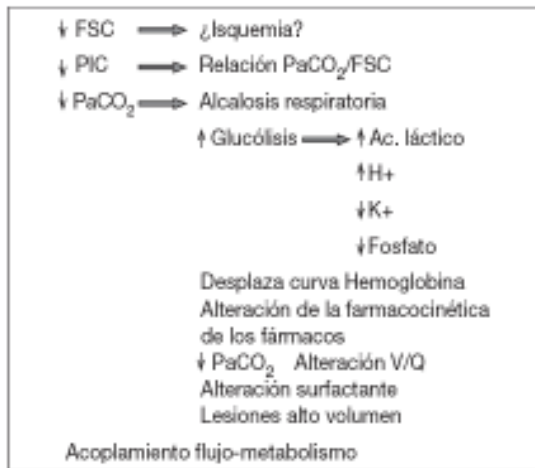 ↓ FSC ⟹ ¿Isquemia?
↓ PIC ⟹ Relación PaCO₂/FSC
↓ PaCO₂ ⟹ Alcalosis respiratoria
↑ Glucólisis ⟹ ↑ Ac. láctico
↑H+
↓K+
↓Fosfato
Desplaza curva Hemoglobina
Alteración de la farmacocinética
de los fármacos
↓ PaCO₂ Alteración V/Q
Alteración surfactante
Lesiones alto volumen
Acoplamiento flujo-metabolismo